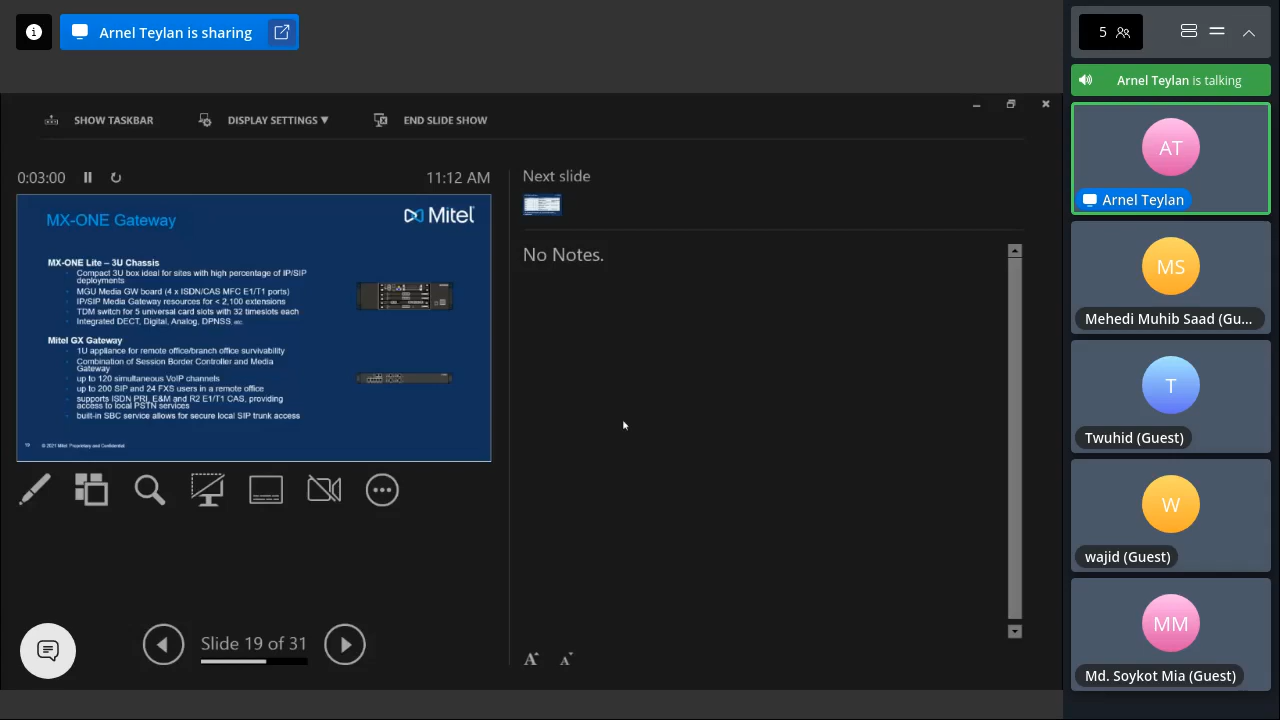 Arnel Teylan is sharing
5
Arnel Teylan is talking
SHOW TASKBAR
DISPLAY SETTINGS ▼
END SLIDE SHOW
0:03:00
11:12 AM
MX-ONE Gateway
Mitel
MX-ONE Lite – 3U Chassis
Compact 3U box ideal for sites with high percentage of IP/SIP
deployments
MGU Media GW board (4 x ISDN/CAS MFC E1/T1 ports)
IP/SIP Media Gateway resources for < 2,100 extensions
TDM switch for 5 universal card slots with 32 timeslots each
Integrated DECT, Digital, Analog, DPNSS etc.
Mitel GX Gateway
1U appliance for remote office/branch office survivability
Combination of Session Border Controller and Media
Gateway
up to 120 simultaneous VoIP channels
up to 200 SIP and 24 FXS users in a remote office
supports ISDN PRI, E&M and R2 E1/T1 CAS, providing
access to local PSTN services
built-in SBC service allows for secure local SIP trunk access
19
© 2021 Mitel. Proprietary and Confidential.
Next slide
No Notes.
Slide 19 of 31
A A
AT
Arnel Teylan
MS
Mehedi Muhib Saad (Gu...
T
Twuhid (Guest)
W
wajid (Guest)
MM
Md. Soykot Mia (Guest)